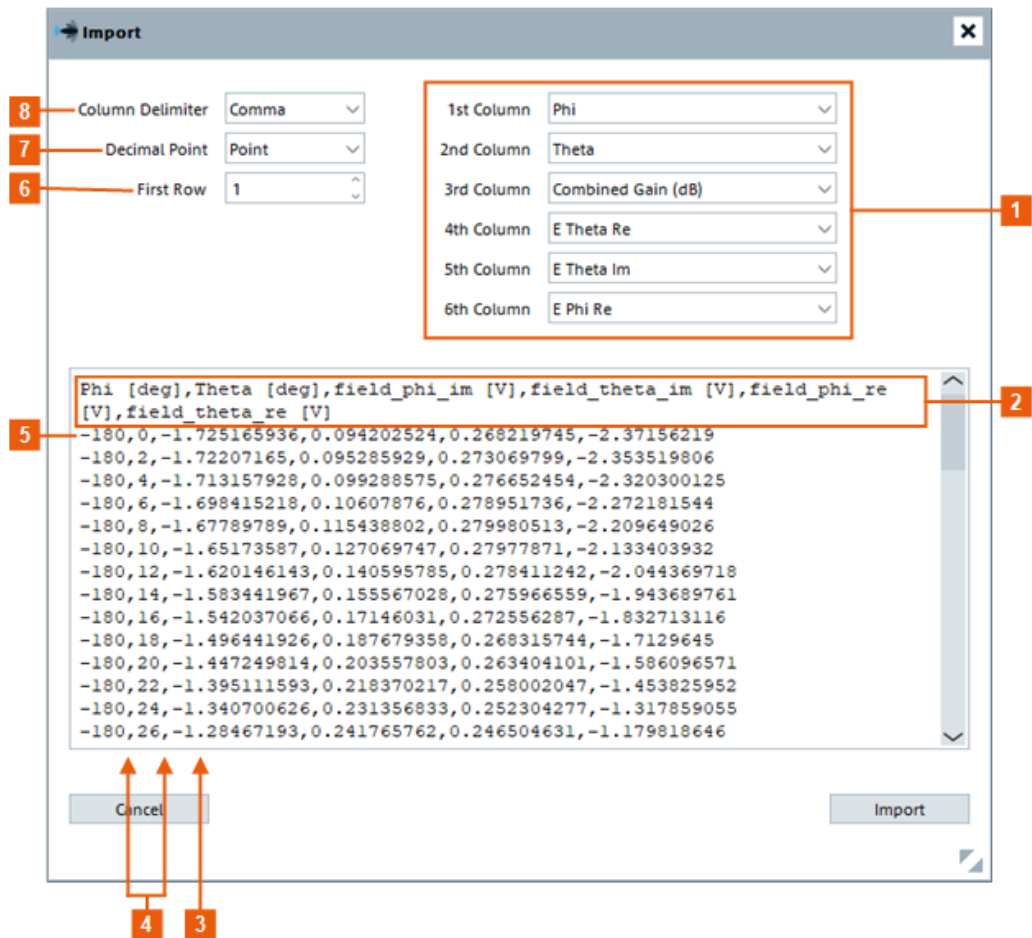 Import
8 Column Delimiter Comma 1st Column Phi
7 Decimal Point Point 2nd Column Theta
6 First Row 1 3rd Column Combined Gain (dB)
1
4th Column E Theta Re
5th Column E Theta Im
6th Column E Phi Re
Phi [deg],Theta [deg],field_phi_im [V],field_theta_im [V],field_phi_re
[V],field_theta_re [V]
2
5 -180,0,-1.725165936,0.094202524,0.268219745,-2.37156219
-180,2,-1.72207165,0.095285929,0.273069799,-2.353519806
-180,4,-1.713157928,0.099288575,0.276652454,-2.320300125
-180,6,-1.698415218,0.10607876,0.278951736,-2.272181544
-180,8,-1.67789789,0.115438802,0.279980513,-2.209649026
-180,10,-1.65173587,0.127069747,0.27977871,-2.133403932
-180,12,-1.620146143,0.140595785,0.278411242,-2.044369718
-180,14,-1.583441967,0.155567028,0.275966559,-1.943689761
-180,16,-1.542037066,0.17146031,0.272556287,-1.832713116
-180,18,-1.496441926,0.187679358,0.268315744,-1.7129645
-180,20,-1.447249814,0.203557803,0.263404101,-1.586096571
-180,22,-1.395111593,0.218370217,0.258002047,-1.453825952
-180,24,-1.340700626,0.231356833,0.252304277,-1.317859055
-180,26,-1.28467193,0.241765762,0.246504631,-1.179818646
Cancel Import
4 3